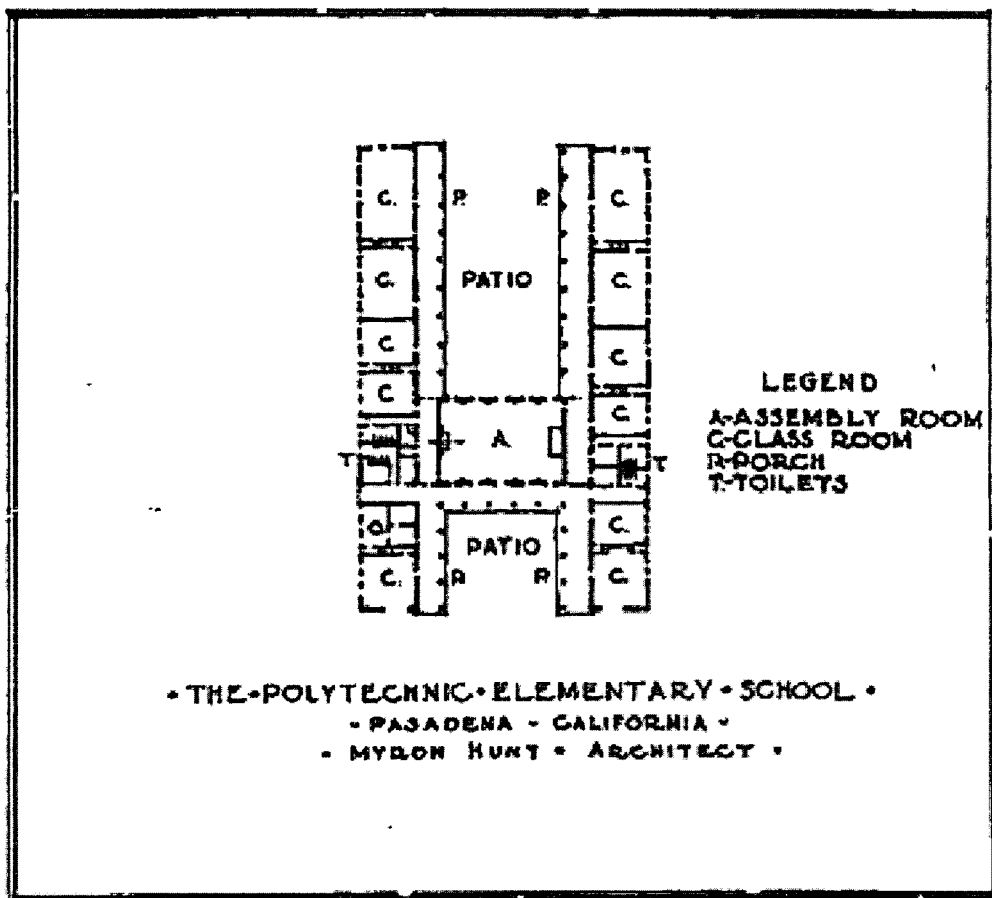 C. P. P. C.
C. PATIO C.
C. C.
C C
A.
T T
O. C.
PATIO
C. P. P. C.
LEGEND
A-ASSEMBLY ROOM
C-CLASS ROOM
P-PORCH
T-TOILETS
• THE • POLYTECHNIC • ELEMENTARY • SCHOOL •
- PASADENA - CALIFORNIA -
• MYRON HUNT • ARCHITECT •